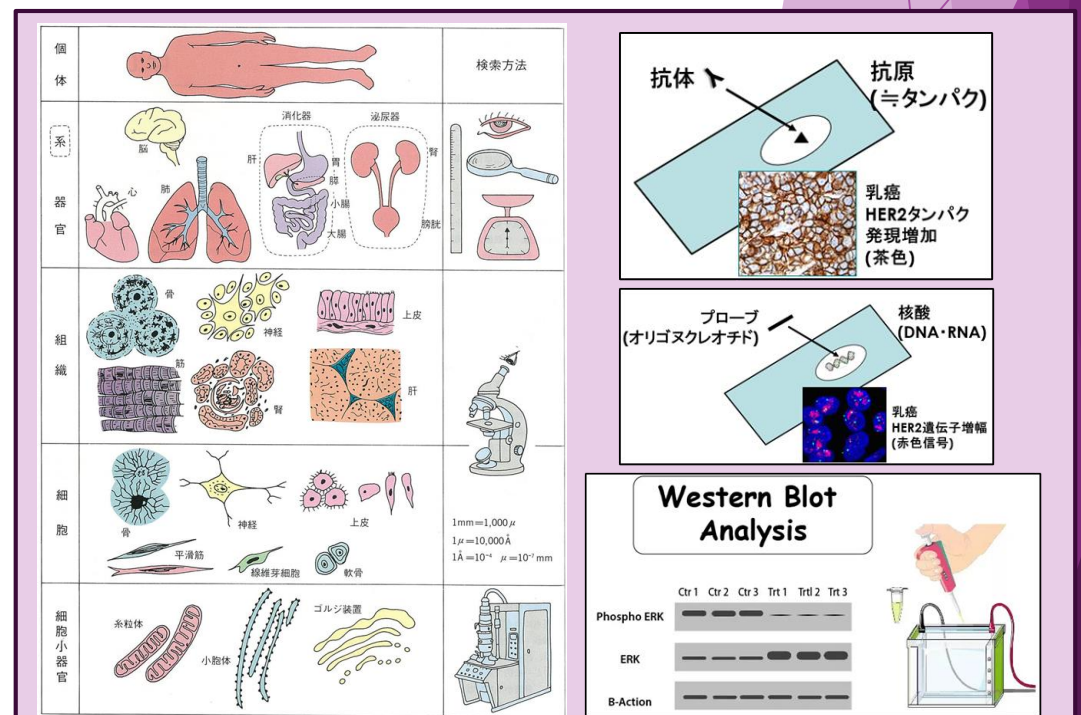 個体
検索方法
系
器官
脳
心
肺
消化器
肝
胃
膵
小腸
大腸
泌尿器
腎
膀胱
組織
骨
神経
上皮
筋
腎
肝
細胞
骨
神経
上皮
平滑筋
線維芽細胞
軟骨
1mm=1,000μ
1μ=10,000Å
1Å=10⁻⁴ μ=10⁻⁷mm
細胞小器官
糸粒体
小胞体
ゴルジ装置
抗体
抗原
(≒タンパク)
乳癌
HER2タンパク
発現増加
(茶色)
プローブ
(オリゴヌクレオチド)
核酸
(DNA・RNA)
乳癌
HER2遺伝子増幅
(赤色信号)
Western Blot
Analysis
Ctr 1 Ctr 2 Ctr 3 Trt 1 Trtl 2 Trt 3
Phospho ERK
ERK
B-Action